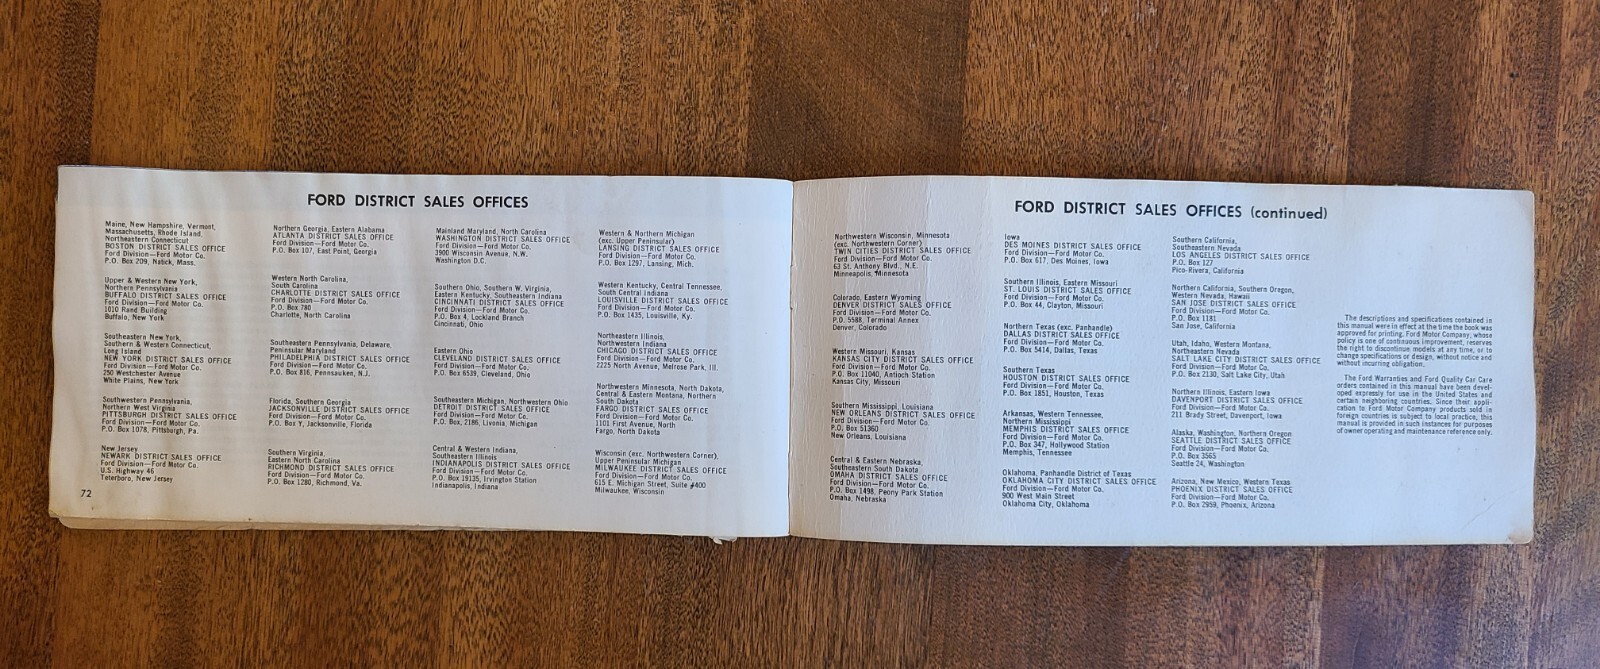 FORD DISTRICT SALES OFFICES
Maine, New Hampshire, Vermont,
Massachusetts, Rhode Island,
Northeastern Connecticut
BOSTON DISTRICT SALES OFFICE
Ford Division—Ford Motor Co.
P.O. Box 209, Natick, Mass.
Upper & Western New York,
Northern Pennsylvania
BUFFALO DISTRICT SALES OFFICE
Ford Division—Ford Motor Co.
1010 Rand Building
Buffalo, New York
Southeastern New York,
Southern & Western Connecticut,
Long Island
NEW YORK DISTRICT SALES OFFICE
Ford Division—Ford Motor Co.
250 Westchester Avenue
White Plains, New York
Southwestern Pennsylvania,
Northern West Virginia
PITTSBURGH DISTRICT SALES OFFICE
Ford Division—Ford Motor Co.
P.O. Box 1078, Pittsburgh, Pa.
New Jersey
NEWARK DISTRICT SALES OFFICE
Ford Division—Ford Motor Co.
U.S. Highway 46
Teterboro, New Jersey
72
Northern Georgia, Eastern Alabama
ATLANTA DISTRICT SALES OFFICE
Ford Division—Ford Motor Co.
P.O. Box 107, East Point, Georgia
Western North Carolina,
South Carolina
CHARLOTTE DISTRICT SALES OFFICE
Ford Division—Ford Motor Co.
P.O. Box 786
Charlotte, North Carolina
Southeastern Pennsylvania, Delaware,
Peninsular Maryland
PHILADELPHIA DISTRICT SALES OFFICE
Ford Division—Ford Motor Co.
P.O. Box 816, Pennsauken, N.J.
Florida, Southern Georgia
JACKSONVILLE DISTRICT SALES OFFICE
Ford Division—Ford Motor Co.
P.O. Box Y, Jacksonville, Florida
Southern Virginia,
Eastern North Carolina
RICHMOND DISTRICT SALES OFFICE
Ford Division—Ford Motor Co.
P.O. Box 1280, Richmond, Va.
Mainland Maryland, North Carolina
WASHINGTON DISTRICT SALES OFFICE
Ford Division—Ford Motor Co.
3900 Wisconsin Avenue, N.W.
Washington D.C.
Southern Ohio, Southern W. Virginia,
Eastern Kentucky, Southeastern Indiana
CINCINNATI DISTRICT SALES OFFICE
Ford Division—Ford Motor Co.
P.O. Box 4, Lockland Branch
Cincinnati, Ohio
Eastern Ohio
CLEVELAND DISTRICT SALES OFFICE
Ford Division—Ford Motor Co.
P.O. Box 6539, Cleveland, Ohio
Southeastern Michigan, Northwestern Ohio
DETROIT DISTRICT SALES OFFICE
Ford Division—Ford Motor Co.
P.O. Box, 2186, Livonia, Michigan
Central & Western Indiana,
Southeastern Illinois
INDIANAPOLIS DISTRICT SALES OFFICE
Ford Division—Ford Motor Co.
P.O. Box 19135, Irvington Station
Indianapolis, Indiana
Western & Northern Michigan
(exc. Upper Peninsular)
LANSING DISTRICT SALES OFFICE
Ford Division—Ford Motor Co.
P.O. Box 1297, Lansing, Mich.
Western Kentucky, Central Tennessee,
South Central Indiana
LOUISVILLE DISTRICT SALES OFFICE
Ford Division—Ford Motor Co.
P.O. Box 1435, Louisville, Ky.
Northeastern Illinois,
Northwestern Indiana
CHICAGO DISTRICT SALES OFFICE
Ford Division—Ford Motor Co.
2225 North Avenue, Melrose Park, Ill.
Northwestern Minnesota, North Dakota,
Central & Eastern Montana, Northern
South Dakota
FARGO DISTRICT SALES OFFICE
Ford Division—Ford Motor Co.
1101 First Avenue, North
Fargo, North Dakota
Wisconsin (exc. Northwestern Corner),
Upper Peninsular Michigan
MILWAUKEE DISTRICT SALES OFFICE
Ford Division—Ford Motor Co.
615 E. Michigan Street, Suite #400
Milwaukee, Wisconsin
FORD DISTRICT SALES OFFICES (continued)
Northwestern Wisconsin, Minnesota
(exc. Northwestern Corner)
TWIN CITIES DISTRICT SALES OFFICE
Ford Division—Ford Motor Co.
63 St. Anthony Blvd., N.E.
Minneapolis, Minnesota
Colorado, Eastern Wyoming
DENVER DISTRICT SALES OFFICE
Ford Division—Ford Motor Co.
P.O. 5588, Terminal Annex
Denver, Colorado
Western Missouri, Kansas
KANSAS CITY DISTRICT SALES OFFICE
Ford Division—Ford Motor Co.
P.O. Box 11040, Antioch Station
Kansas City, Missouri
Southern Mississippi, Louisiana
NEW ORLEANS DISTRICT SALES OFFICE
Ford Division—Ford Motor Co.
P.O. Box 51360
New Orleans, Louisiana
Central & Eastern Nebraska,
Southeastern South Dakota
OMAHA DISTRICT SALES OFFICE
Ford Division—Ford Motor Co.
P.O. Box 1498, Peony Park Station
Omaha, Nebraska
Iowa
DES MOINES DISTRICT SALES OFFICE
Ford Division—Ford Motor Co.
P.O. Box 617, Des Moines, Iowa
Southern Illinois, Eastern Missouri
ST. LOUIS DISTRICT SALES OFFICE
Ford Division—Ford Motor Co.
P.O. Box 44, Clayton, Missouri
Northern Texas (exc. Panhandle)
DALLAS DISTRICT SALES OFFICE
Ford Division—Ford Motor Co.
P.O. Box 5414, Dallas, Texas
Southern Texas
HOUSTON DISTRICT SALES OFFICE
Ford Division—Ford Motor Co.
P.O. Box 1851, Houston, Texas
Arkansas, Western Tennessee,
Northern Mississippi
MEMPHIS DISTRICT SALES OFFICE
Ford Division—Ford Motor Co.
P.O. Box 347, Hollywood Station
Memphis, Tennessee
Oklahoma, Panhandle District of Texas
OKLAHOMA CITY DISTRICT SALES OFFICE
Ford Division—Ford Motor Co.
900 West Main Street
Oklahoma City, Oklahoma
Southern California,
Southeastern Nevada
LOS ANGELES DISTRICT SALES OFFICE
Ford Division—Ford Motor Co.
P.O. Box 127
Pico-Rivera, California
Northern California, Southern Oregon,
Western Nevada, Hawaii
SAN JOSE DISTRICT SALES OFFICE
Ford Division—Ford Motor Co.
P.O. Box 1181
San Jose, California
Utah, Idaho, Western Montana,
Northeastern Nevada
SALT LAKE CITY DISTRICT SALES OFFICE
Ford Division—Ford Motor Co.
P.O. Box 2130, Salt Lake City, Utah
Northern Illinois, Eastern Iowa
DAVENPORT DISTRICT SALES OFFICE
Ford Division—Ford Motor Co.
211 Brady Street, Davenport, Iowa
Alaska, Washington, Northern Oregon
SEATTLE DISTRICT SALES OFFICE
Ford Division—Ford Motor Co.
P.O. Box 3565
Seattle 24, Washington
Arizona, New Mexico, Western Texas
PHOENIX DISTRICT SALES OFFICE
Ford Division—Ford Motor Co.
P.O. Box 2959, Phoenix, Arizona
The descriptions and specifications contained in
this manual were in effect at the time the book was
approved for printing. Ford Motor Company, whose
policy is one of continuous improvement, reserves
the right to discontinue models at any time, or to
change specifications or design, without notice and
without incurring obligation.
The Ford Warranties and Ford Quality Car Care
orders contained in this manual have been devel-
oped expressly for use in the United States and
certain neighboring countries. Since their appli-
cation to Ford Motor Company products sold in
foreign countries is subject to local practice, this
manual is provided in such instances for purposes
of owner operating and maintenance reference only.